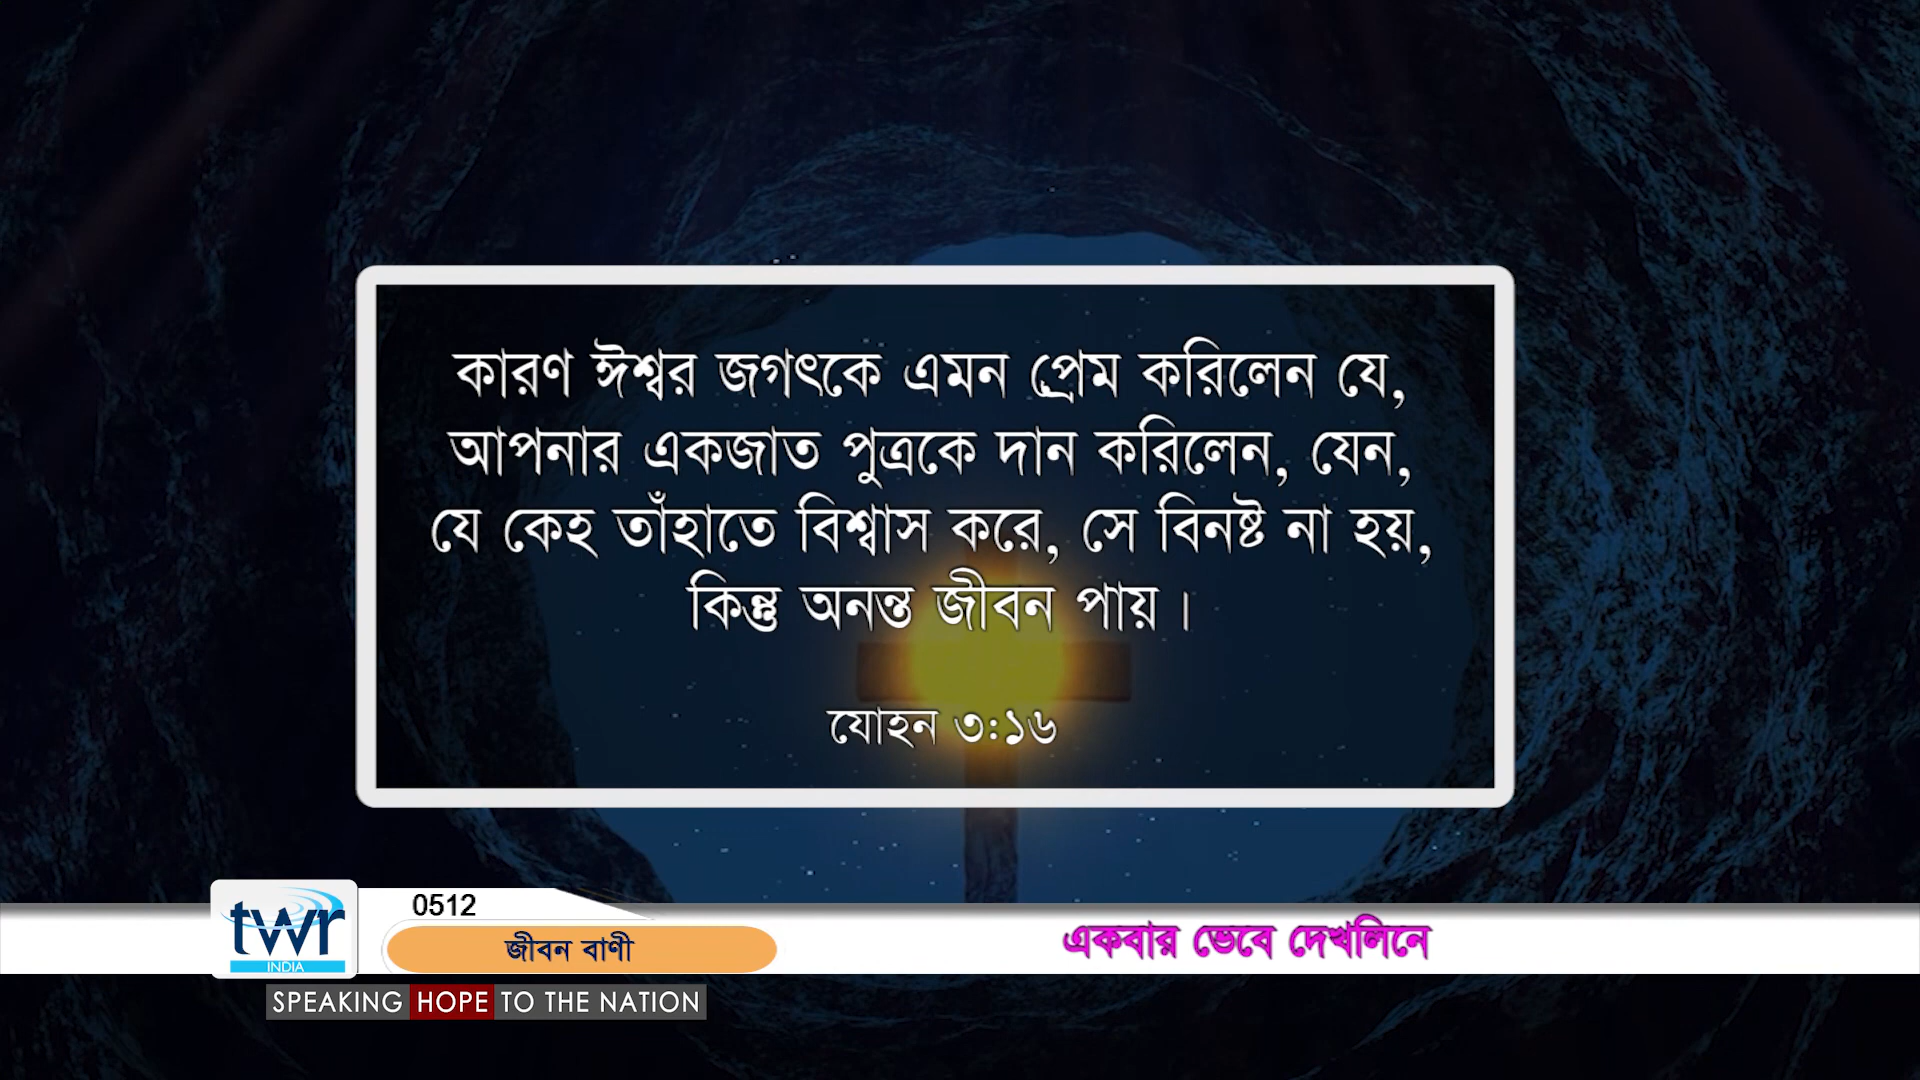 কারণ ঈশ্বর জগৎকে এমন প্রেম করিলেন যে,
আপনার একজাত পুত্রকে দান করিলেন, যেন,
যে কেহ তাঁহাতে বিশ্বাস করে, সে বিনষ্ট না হয়,
কিন্তু অনন্ত জীবন পায়।
যোহন ৩:১৬
twr
INDIA
0512
জীবন বাণী
একবার ভেবে দেখলিনে
SPEAKING HOPE TO THE NATION